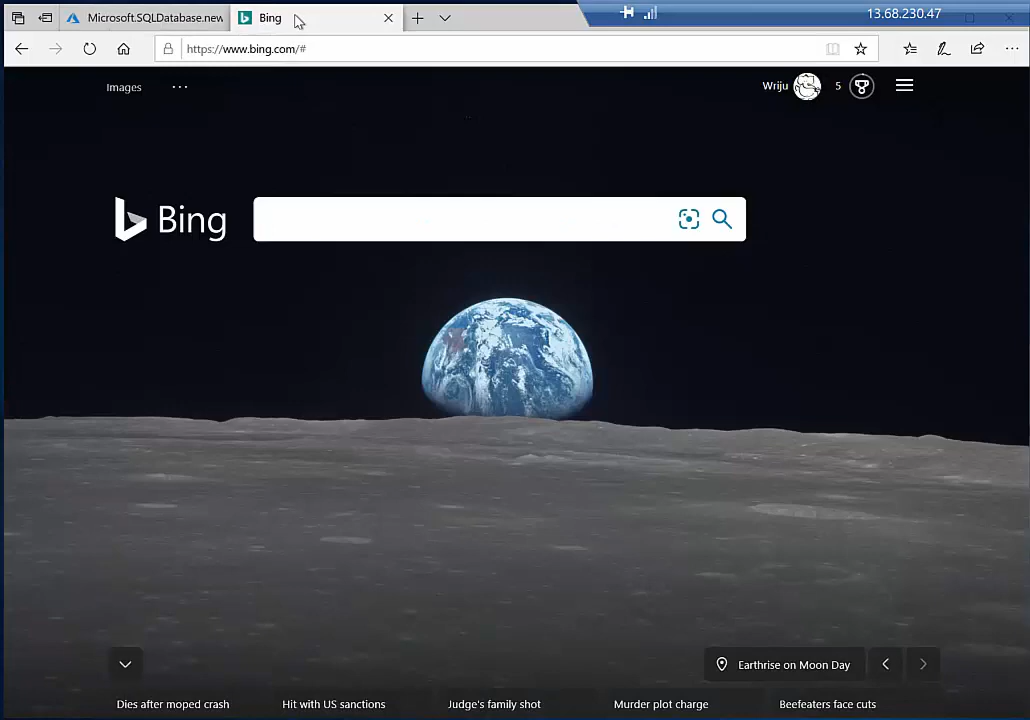 Microsoft.SQLDatabase.new
Bing
13.68.230.47
https://www.bing.com/#
Images
Wriju
5
Bing
Earthrise on Moon Day
Dies after moped crash
Hit with US sanctions
Judge's family shot
Murder plot charge
Beefeaters face cuts